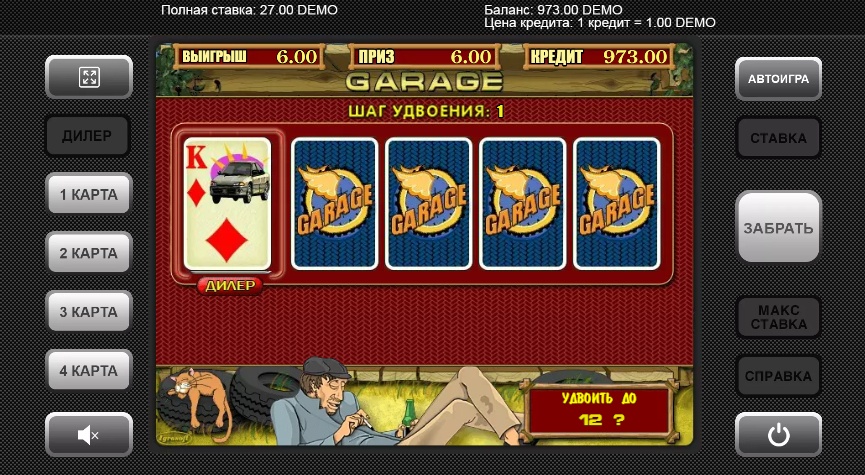 Полная ставка: 27.00 DEMO
Баланс: 973.00 DEMO
Цена кредита: 1 кредит = 1.00 DEMO
ВЫИГРЫШ 6.00
ПРИЗ 6.00
КРЕДИТ 973.00
GARAGE
ШАГ УДВОЕНИЯ: 1
K
GARAGE
GARAGE
GARAGE
GARAGE
ДИЛЕР
УДВОИТЬ ДО
12 ?
Igrosoft
ДИЛЕР
1 КАРТА
2 КАРТА
3 КАРТА
4 КАРТА
АВТОИГРА
СТАВКА
ЗАБРАТЬ
МАКС
СТАВКА
СПРАВКА